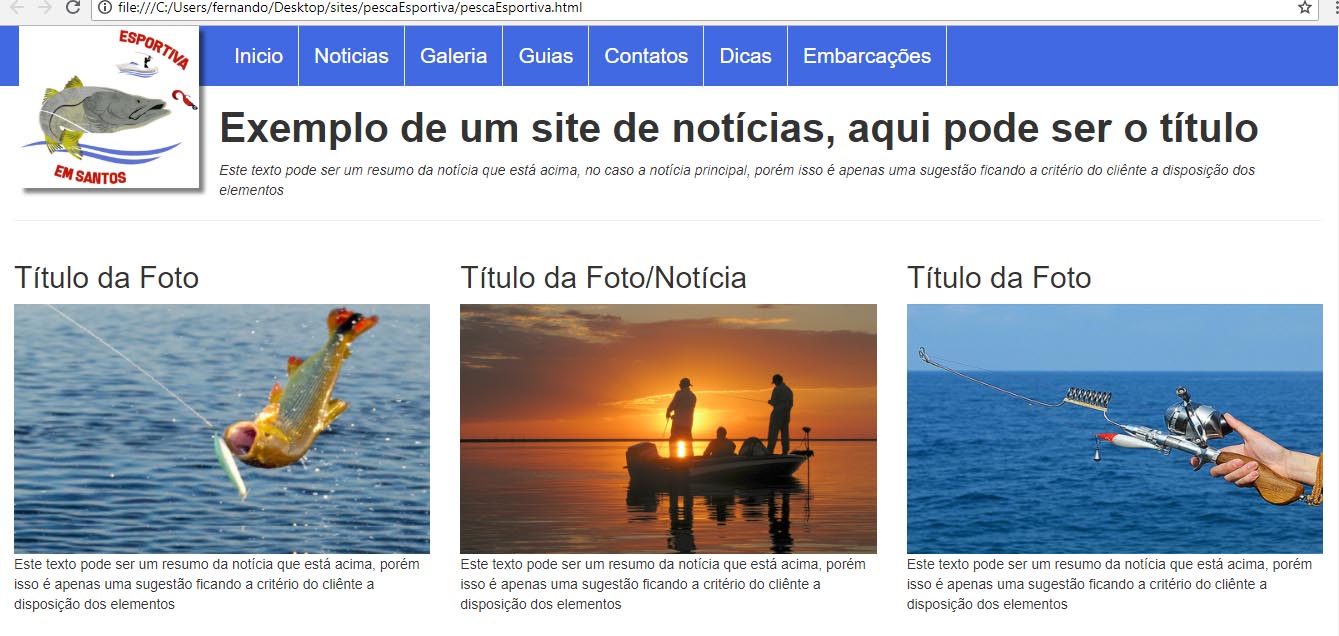 file:///C:/Users/fernando/Desktop/sites/pescaEsportiva/pescaEsportiva.html
ESPORTIVA
EM SANTOS
Inicio
Noticias
Galeria
Guias
Contatos
Dicas
Embarcações
Exemplo de um site de notícias, aqui pode ser o título
Este texto pode ser um resumo da notícia que está acima, no caso a notícia principal, porém isso é apenas uma sugestão ficando a critério do cliênte a disposição dos
elementos
Título da Foto
Este texto pode ser um resumo da notícia que está acima, porém
isso é apenas uma sugestão ficando a critério do cliênte a
disposição dos elementos
Título da Foto/Notícia
Este texto pode ser um resumo da notícia que está acima, porém
isso é apenas uma sugestão ficando a critério do cliênte a
disposição dos elementos
Título da Foto
Este texto pode ser um resumo da notícia que está acima, porém
isso é apenas uma sugestão ficando a critério do cliênte a
disposição dos elementos